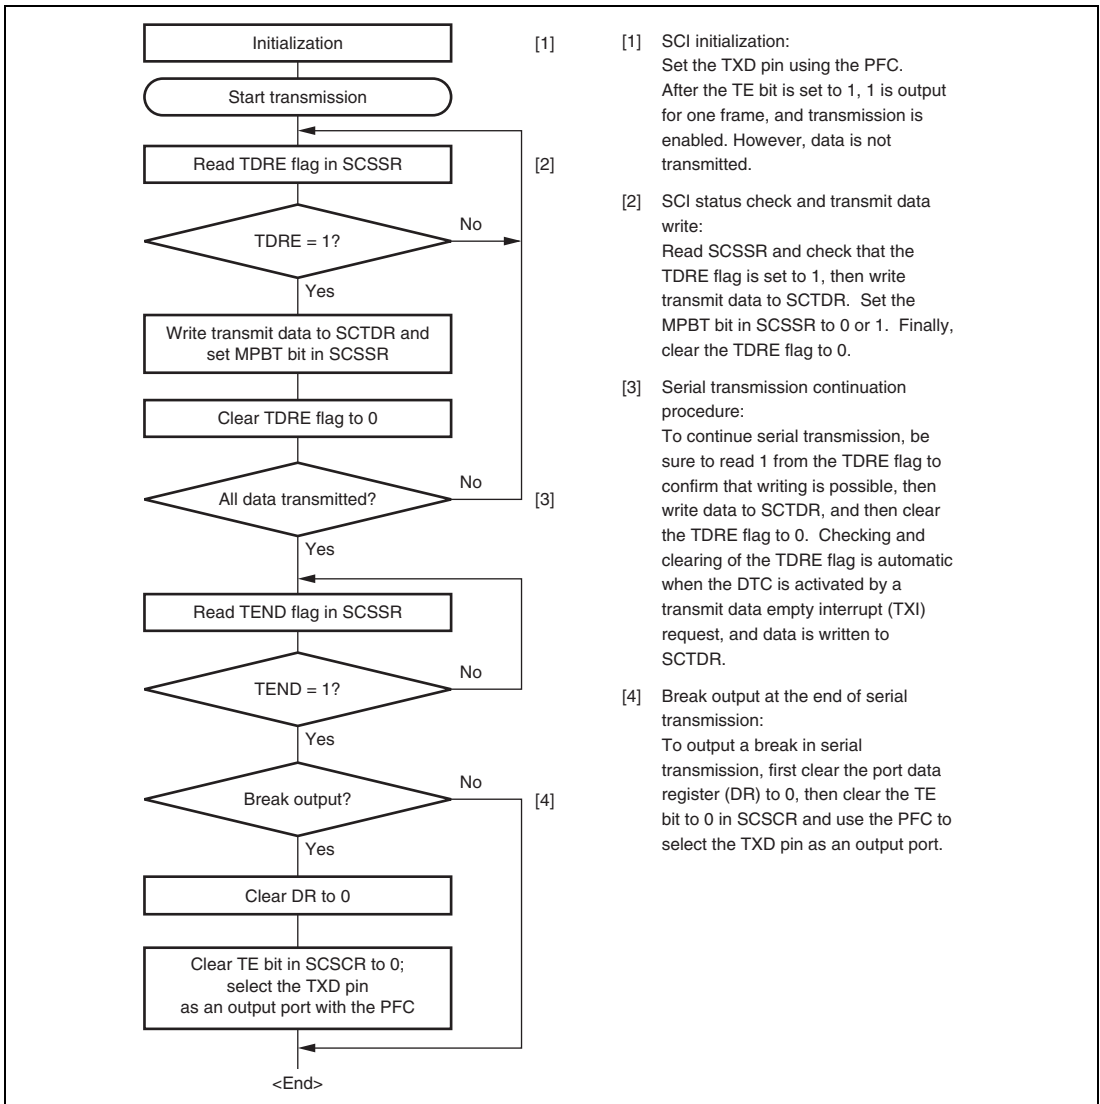 Initialization
[1]
Start transmission
Read TDRE flag in SCSSR
[2]
TDRE = 1?
No
Yes
Write transmit data to SCTDR and
set MPBT bit in SCSSR
Clear TDRE flag to 0
All data transmitted?
No
[3]
Yes
Read TEND flag in SCSSR
TEND = 1?
No
Yes
Break output?
No
[4]
Yes
Clear DR to 0
Clear TE bit in SCSCR to 0;
select the TXD pin
as an output port with the PFC
<End>
[1] SCI initialization:
Set the TXD pin using the PFC.
After the TE bit is set to 1, 1 is output
for one frame, and transmission is
enabled. However, data is not
transmitted.
[2] SCI status check and transmit data
write:
Read SCSSR and check that the
TDRE flag is set to 1, then write
transmit data to SCTDR. Set the
MPBT bit in SCSSR to 0 or 1. Finally,
clear the TDRE flag to 0.
[3] Serial transmission continuation
procedure:
To continue serial transmission, be
sure to read 1 from the TDRE flag to
confirm that writing is possible, then
write data to SCTDR, and then clear
the TDRE flag to 0. Checking and
clearing of the TDRE flag is automatic
when the DTC is activated by a
transmit data empty interrupt (TXI)
request, and data is written to
SCTDR.
[4] Break output at the end of serial
transmission:
To output a break in serial
transmission, first clear the port data
register (DR) to 0, then clear the TE
bit to 0 in SCSCR and use the PFC to
select the TXD pin as an output port.